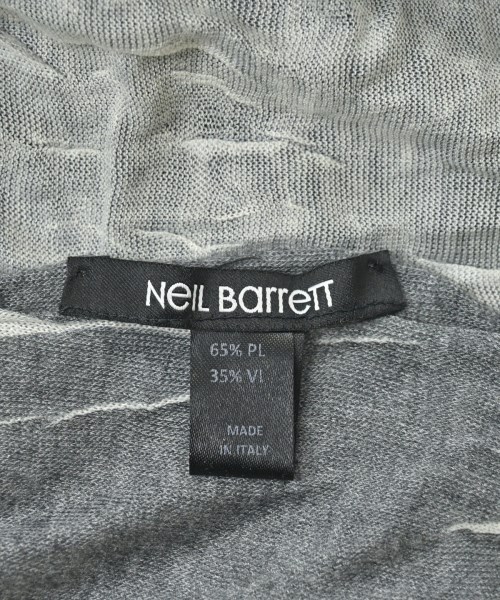 NeIL BarreTT
65% PL
35% VI
MADE
IN ITALY